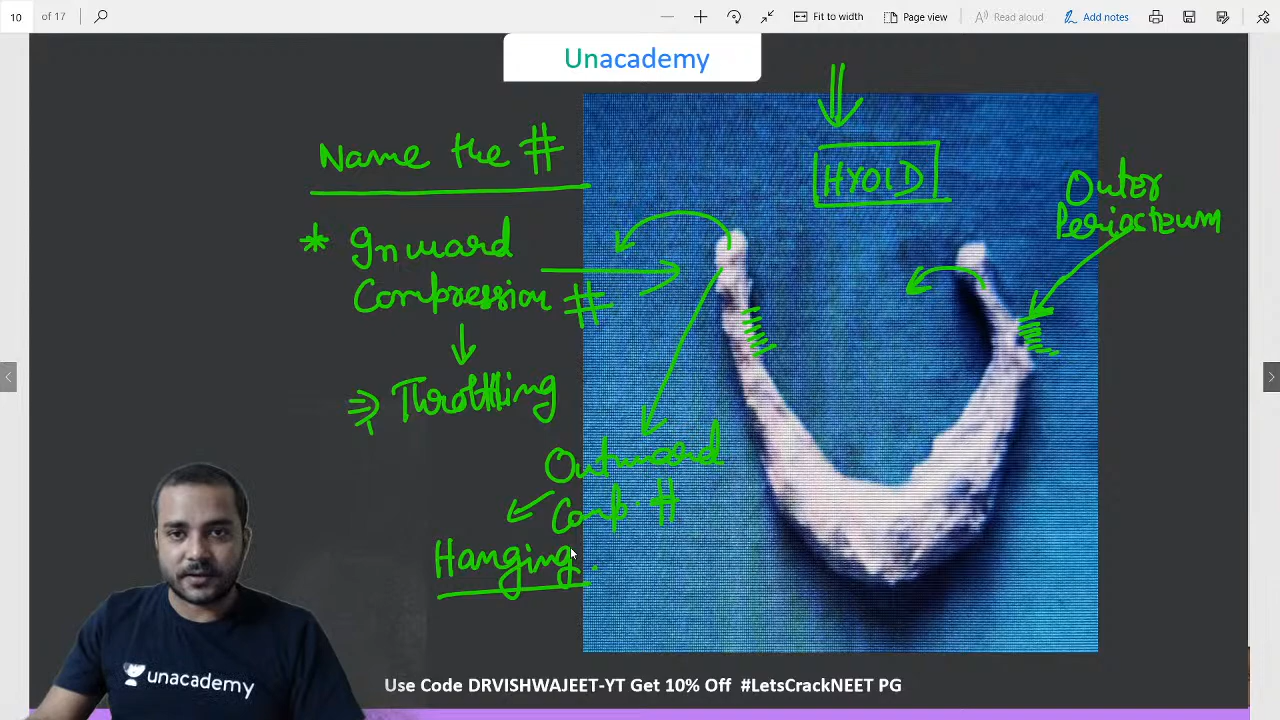 10 of 17
Fit to width
Page view
Read aloud
Add notes
Unacademy
Name the #
HYOID
Outer
Periosteum
* Inward
Compression #
Throttling
Outward
Comp. #
Hanging.
unacademy
Use Code DRVISHWAJEET-YT Get 10% Off #LetsCrackNEET PG